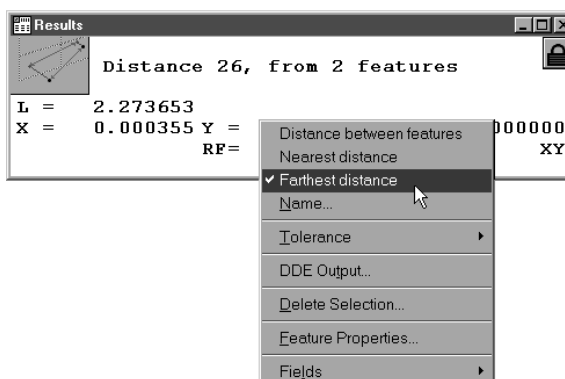 Results
Distance 26, from 2 features
L = 2.273653
X = 0.000355 Y = 000000
RF= XY
Distance between features
Nearest distance
Farthest distance
Name...
Tolerance
DDE Output...
Delete Selection...
Feature Properties...
Fields